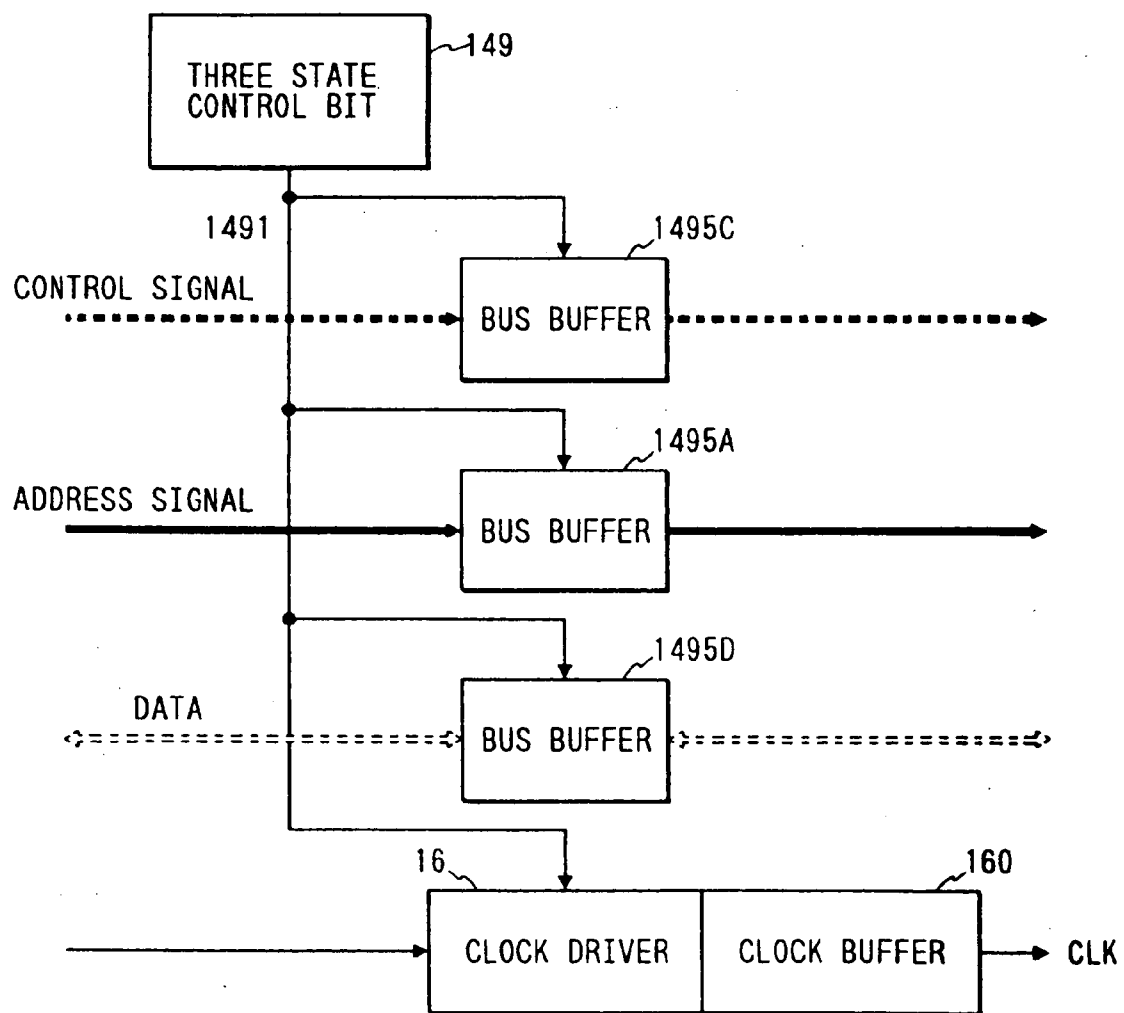 149
THREE STATE
CONTROL BIT
1491
1495C
CONTROL SIGNAL
BUS BUFFER
1495A
ADDRESS SIGNAL
BUS BUFFER
1495D
DATA
BUS BUFFER
16
160
CLOCK DRIVER
CLOCK BUFFER
CLK